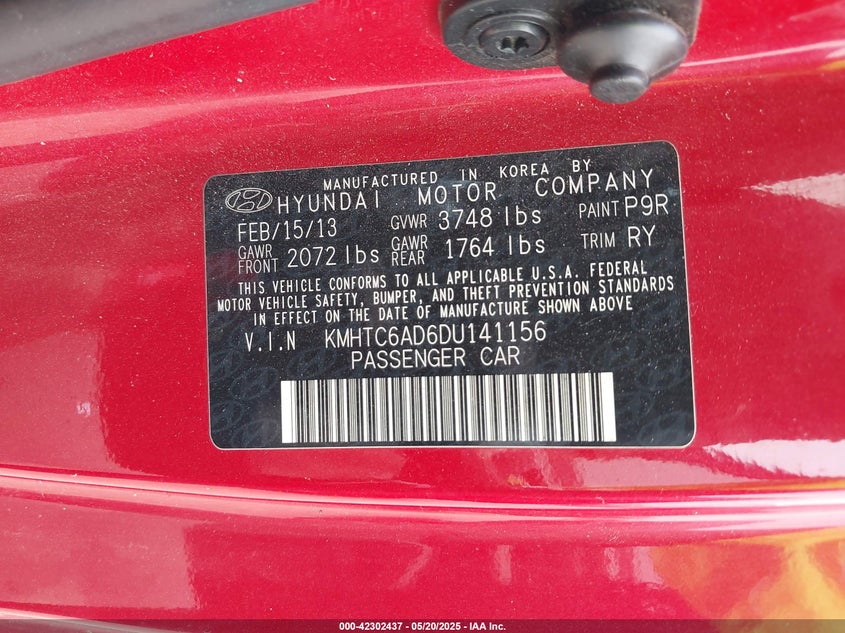 MANUFACTURED IN KOREA BY
HYUNDAI MOTOR COMPANY
FEB/15/13 GVWR 3748 lbs PAINT P9R
GAWR FRONT 2072 lbs GAWR REAR 1764 lbs TRIM RY
THIS VEHICLE CONFORMS TO ALL APPLICABLE U.S.A. FEDERAL
MOTOR VEHICLE SAFETY, BUMPER, AND THEFT PREVENTION STANDARDS
IN EFFECT ON THE DATE OF MANUFACTURE SHOWN ABOVE
V.I.N KMHTC6AD6DU141156
PASSENGER CAR
000-42302437 - 05/20/2025 - IAA Inc.